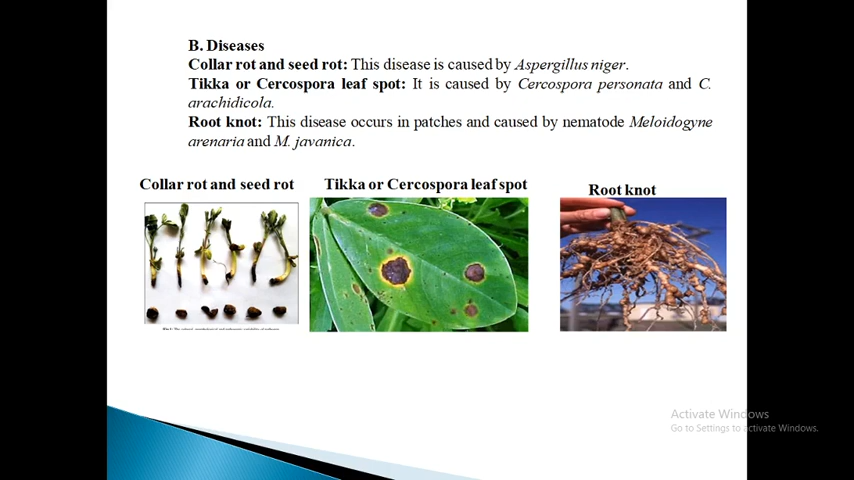 B. Diseases
Collar rot and seed rot: This disease is caused by Aspergillus niger.
Tikka or Cercospora leaf spot: It is caused by Cercospora personata and C.
arachidicola.
Root knot: This disease occurs in patches and caused by nematode Meloidogyne
arenaria and M. javanica.
Collar rot and seed rot
Tikka or Cercospora leaf spot
Root knot
Activate Windows
Go to Settings to activate Windows.